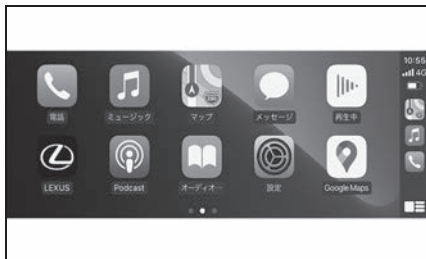 10:55
4G
電話
ミュージック
マップ
メッセージ
再生中
LEXUS
Podcast
オーディオ…
設定
Google Maps